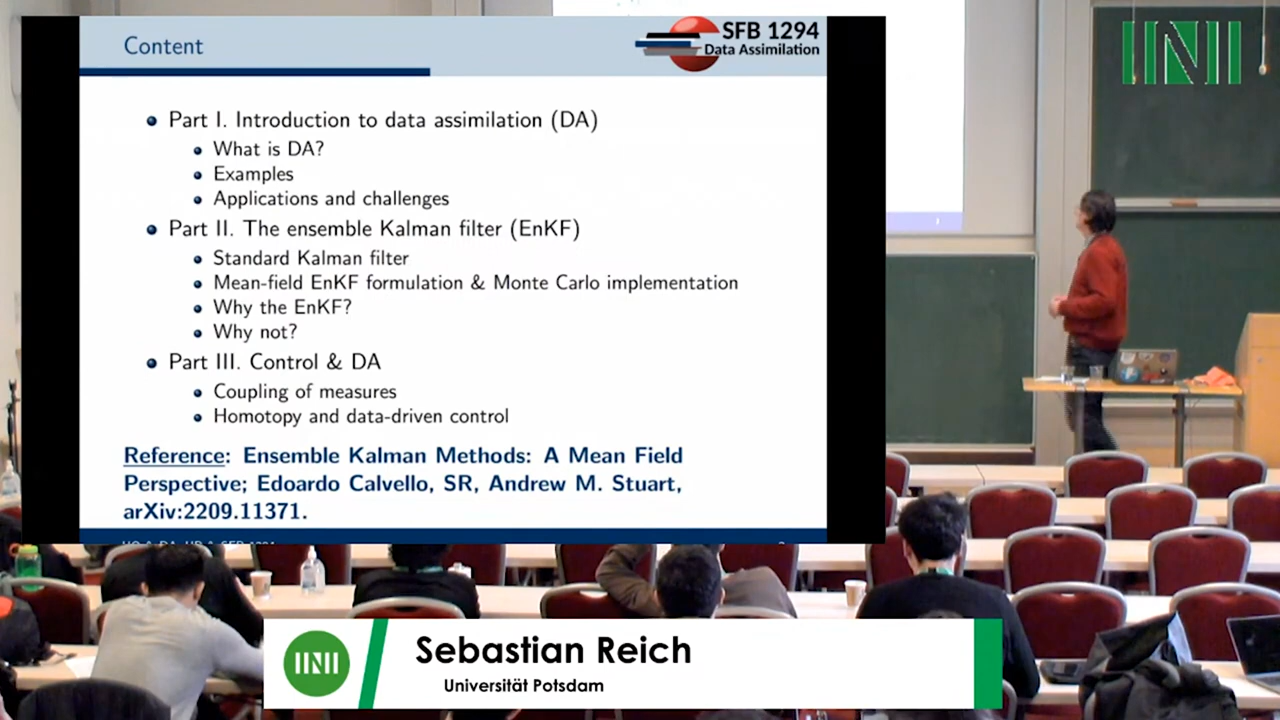 Content
SFB 1294
Data Assimilation
Part I. Introduction to data assimilation (DA)
What is DA?
Examples
Applications and challenges
Part II. The ensemble Kalman filter (EnKF)
Standard Kalman filter
Mean-field EnKF formulation & Monte Carlo implementation
Why the EnKF?
Why not?
Part III. Control & DA
Coupling of measures
Homotopy and data-driven control
Reference: Ensemble Kalman Methods: A Mean Field
Perspective; Edoardo Calvello, SR, Andrew M. Stuart,
arXiv:2209.11371.
Sebastian Reich
Universität Potsdam